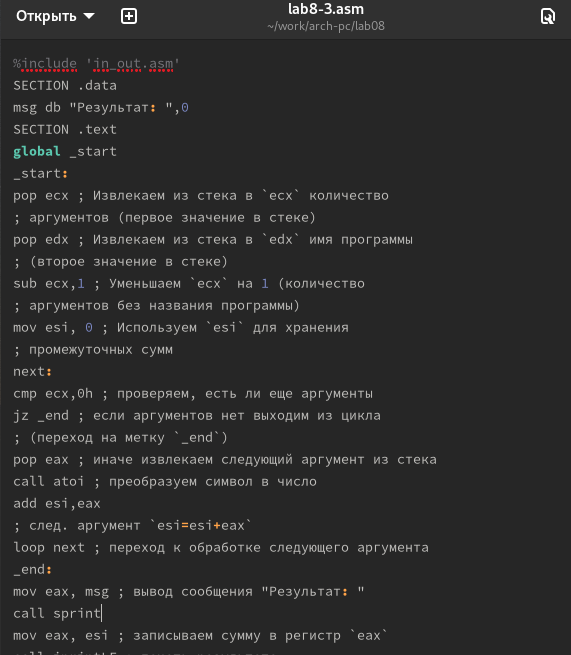 Открыть
lab8-3.asm
~/work/arch-pc/lab08
%include 'in_out.asm'
SECTION .data
msg db "Результат: ",0
SECTION .text
global _start
_start:
pop ecx ; Извлекаем из стека в `ecx` количество
; аргументов (первое значение в стеке)
pop edx ; Извлекаем из стека в `edx` имя программы
; (второе значение в стеке)
sub ecx,1 ; Уменьшаем `ecx` на 1 (количество
; аргументов без названия программы)
mov esi, 0 ; Используем `esi` для хранения
; промежуточных сумм
next:
cmp ecx,0h ; проверяем, есть ли еще аргументы
jz _end ; если аргументов нет выходим из цикла
; (переход на метку `_end`)
pop eax ; иначе извлекаем следующий аргумент из стека
call atoi ; преобразуем символ в число
add esi,eax
; след. аргумент `esi=esi+eax`
loop next ; переход к обработке следующего аргумента
_end:
mov eax, msg ; вывод сообщения "Результат: "
call sprint
mov eax, esi ; записываем сумму в регистр `eax`